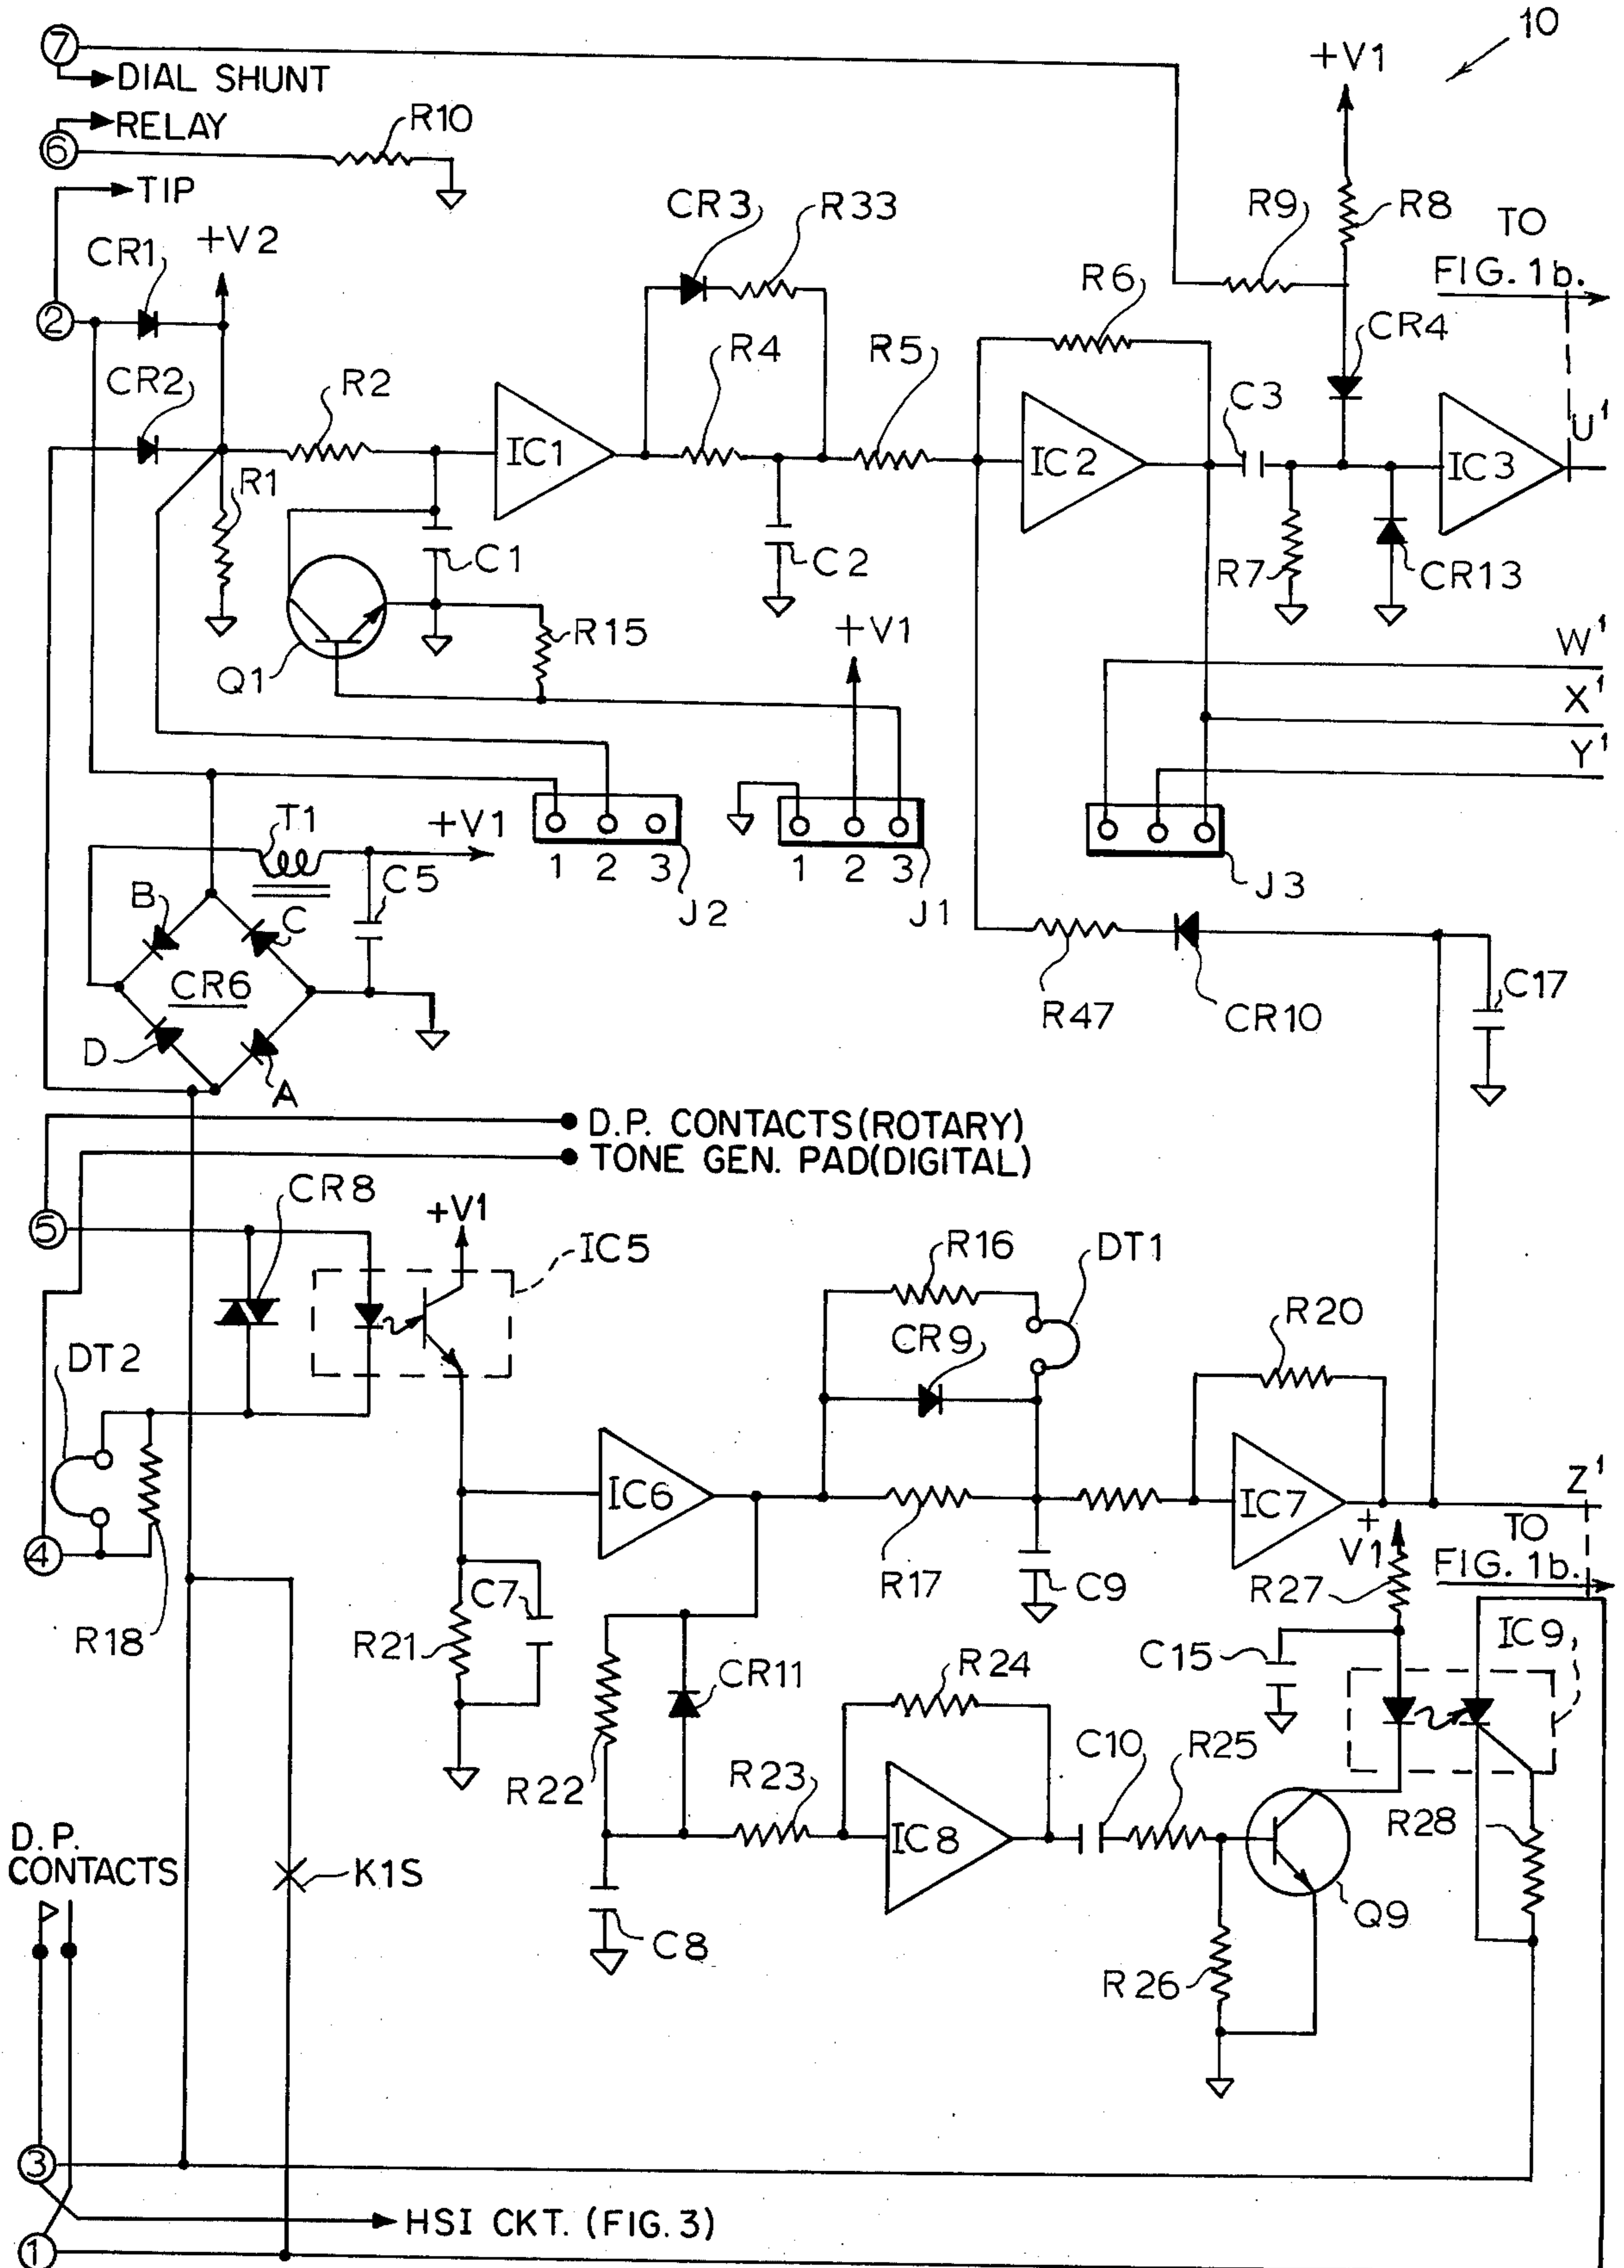 10
7
DIAL SHUNT
+V1
RELAY
R10
6
TIP
CR3
R33
R9
R8
TO
FIG. 1b.
CR1
+V2
R6
2
CR4
R4
R5
CR2
R2
C3
U'
IC1
IC2
IC3
R1
C1
C2
R7
CR13
R15
+V1
Q1
W'
X'
Y'
T1
+V1
C5
1 2 3
1 2 3
J2
J1
J3
B
C
CR6
D
A
R47
CR10
C17
D.P. CONTACTS(ROTARY)
TONE GEN. PAD(DIGITAL)
CR8
+V1
5
IC5
R16
DT1
R20
CR9
DT2
IC6
IC7
Z'
+
V1
TO
FIG. 1b.
4
R17
C9
R27
C7
R18
R21
CR11
R24
C15
IC9
R22
R23
C10
R25
IC8
R28
D.P.
CONTACTS
K1S
Q9
C8
R26
3
HSI CKT. (FIG. 3)
1